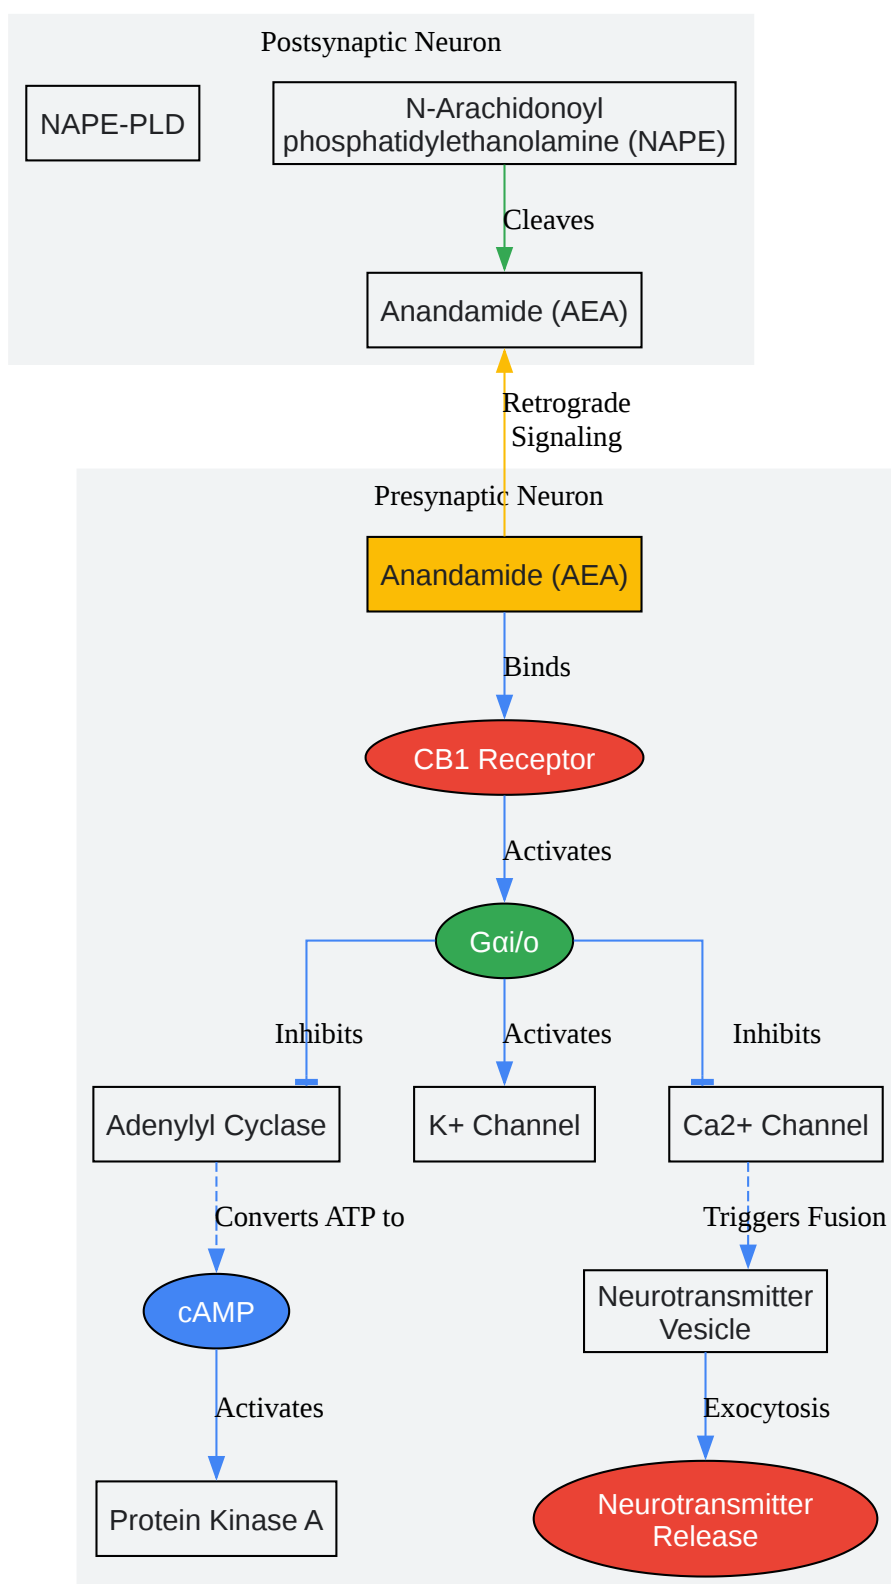 Postsynaptic Neuron
NAPE-PLD
N-Arachidonoyl
phosphatidylethanolamine (NAPE)
Cleaves
Anandamide (AEA)
Retrograde
Signaling
Presynaptic Neuron
Anandamide (AEA)
Binds
CB1 Receptor
Activates
Gαi/o
Inhibits
Activates
Inhibits
Adenylyl Cyclase
K+ Channel
Ca2+ Channel
Converts ATP to
Triggers Fusion
cAMP
Neurotransmitter
Vesicle
Activates
Exocytosis
Protein Kinase A
Neurotransmitter
Release